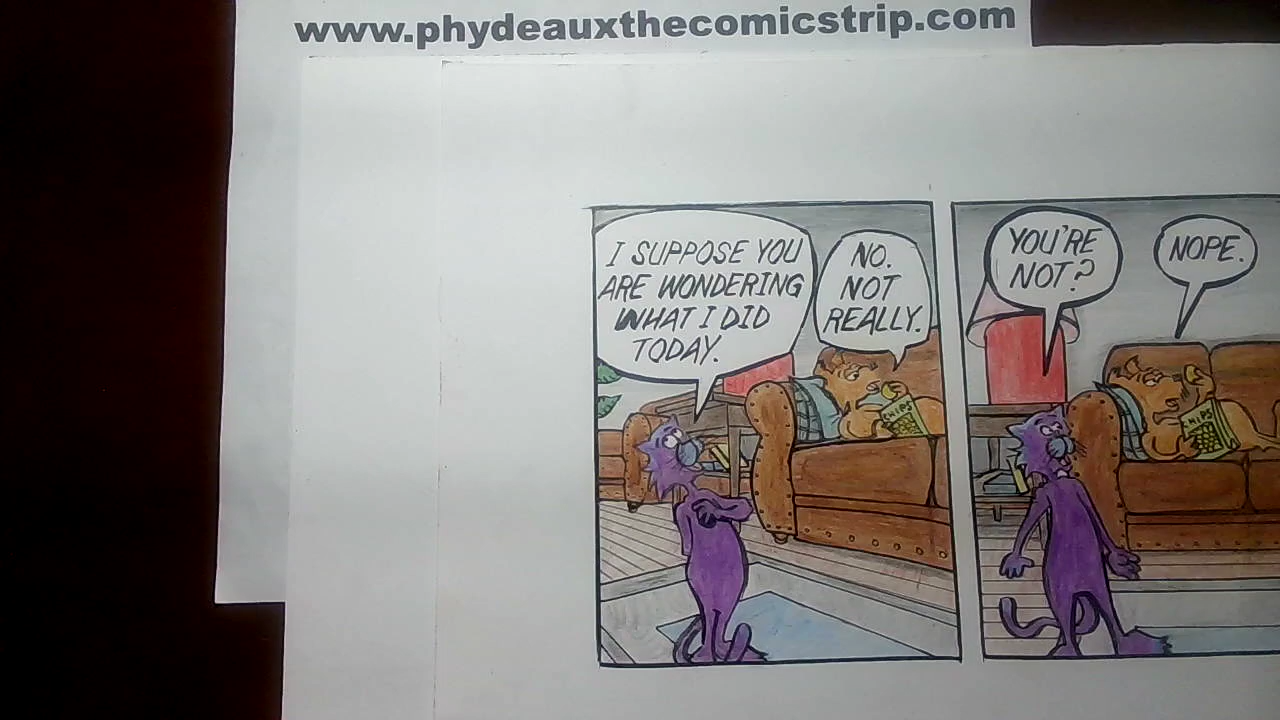 www.phydeauxthecomicstrip.com
I SUPPOSE YOU
ARE WONDERING
WHAT I DID
TODAY.
NO.
NOT
REALLY.
CHIPS
YOU'RE
NOT?
NOPE.
CHIPS